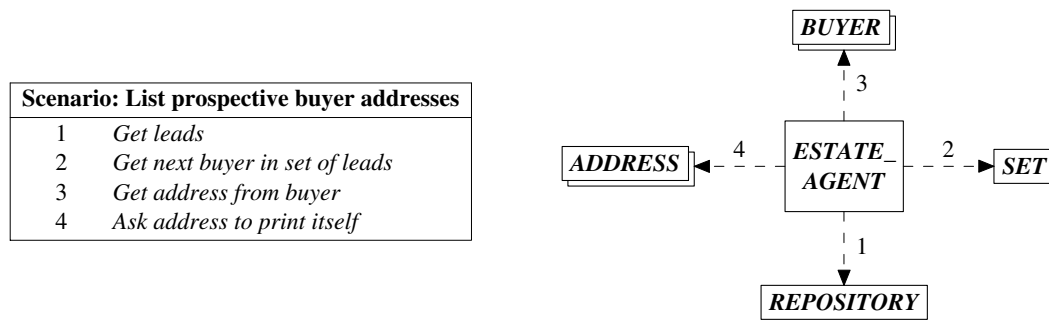 Scenario: List prospective buyer addresses
1 Get leads
2 Get next buyer in set of leads
3 Get address from buyer
4 Ask address to print itself
BUYER
3
ADDRESS
4
ESTATE_
AGENT
2
SET
1
REPOSITORY